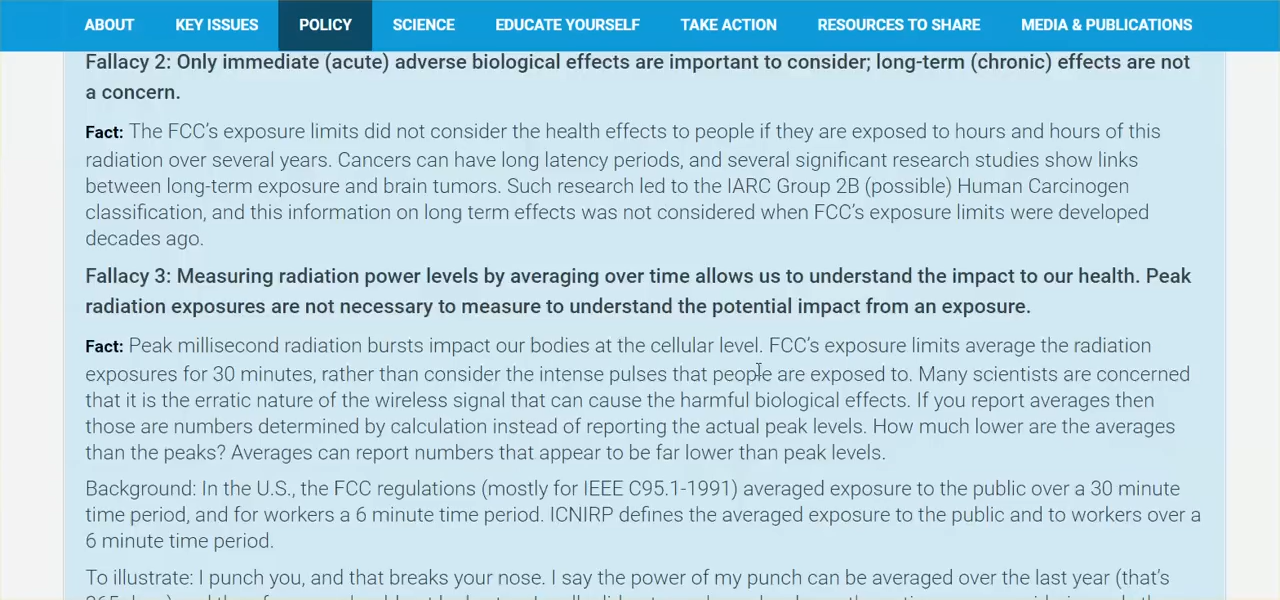 ABOUT KEY ISSUES POLICY SCIENCE EDUCATE YOURSELF TAKE ACTION RESOURCES TO SHARE MEDIA & PUBLICATIONS
Fallacy 2: Only immediate (acute) adverse biological effects are important to consider; long-term (chronic) effects are not
a concern.
Fact: The FCC’s exposure limits did not consider the health effects to people if they are exposed to hours and hours of this
radiation over several years. Cancers can have long latency periods, and several significant research studies show links
between long-term exposure and brain tumors. Such research led to the IARC Group 2B (possible) Human Carcinogen
classification, and this information on long term effects was not considered when FCC’s exposure limits were developed
decades ago.
Fallacy 3: Measuring radiation power levels by averaging over time allows us to understand the impact to our health. Peak
radiation exposures are not necessary to measure to understand the potential impact from an exposure.
Fact: Peak millisecond radiation bursts impact our bodies at the cellular level. FCC’s exposure limits average the radiation
exposures for 30 minutes, rather than consider the intense pulses that people are exposed to. Many scientists are concerned
that it is the erratic nature of the wireless signal that can cause the harmful biological effects. If you report averages then
those are numbers determined by calculation instead of reporting the actual peak levels. How much lower are the averages
than the peaks? Averages can report numbers that appear to be far lower than peak levels.
Background: In the U.S., the FCC regulations (mostly for IEEE C95.1-1991) averaged exposure to the public over a 30 minute
time period, and for workers a 6 minute time period. ICNIRP defines the averaged exposure to the public and to workers over a
6 minute time period.
To illustrate: I punch you, and that breaks your nose. I say the power of my punch can be averaged over the last year (that’s